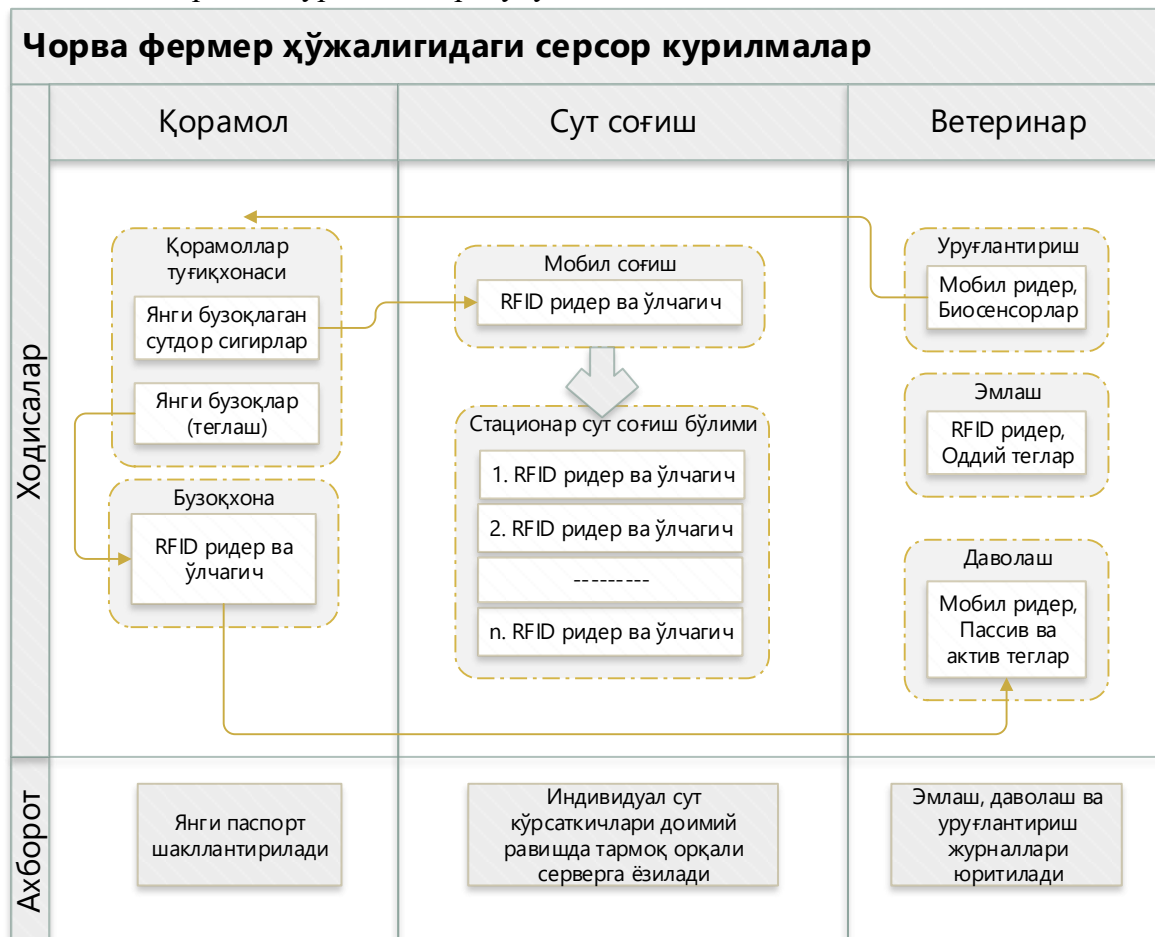 Чорва фермер ҳўжалигидаги серсор курилмалар
Қорамол
Сут соғиш
Ветеринар
Ходисалар
Қорамоллар
туғиқхонаси
Янги бузоқлаган
сутдор сигирлар
Янги бузоқлар
(теглаш)
Бузоқхона
RFID ридер ва
ўлчагич
Мобил соғиш
RFID ридер ва ўлчагич
Стационар сут соғиш бўлими
1. RFID ридер ва ўлчагич
2. RFID ридер ва ўлчагич
---------
n. RFID ридер ва ўлчагич
Уруғлантириш
Мобил ридер,
Биосенсорлар
Эмлаш
RFID ридер,
Оддий теглар
Даволаш
Мобил ридер,
Пассив ва
актив теглар
Ахборот
Янги паспорт
шакллантирилади
Индивидуал сут
кўрсаткичлари доимий
равишда тармоқ орқали
серверга ёзилади
Эмлаш, даволаш ва
уруғлантириш
журналлари
юритилади